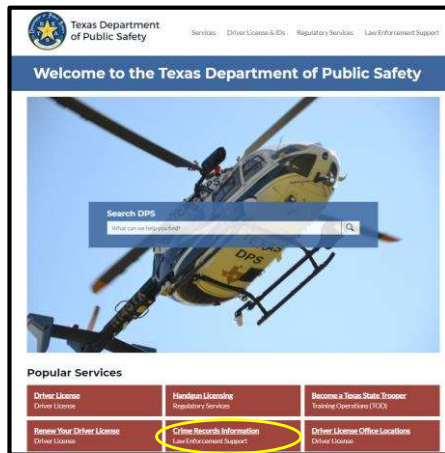 Texas Department
of Public Safety
Services Driver License & IDs Regulatory Services Law Enforcement Support
Welcome to the Texas Department of Public Safety
Search DPS
What can we help you find?
DPS
Popular Services
Driver License
Driver License
Handgun Licensing
Regulatory Services
Become a Texas State Trooper
Training Operations (TOD)
Renew Your Driver License
Driver License
Crime Records Information
Law Enforcement Support
Driver License Office Locations
Driver License